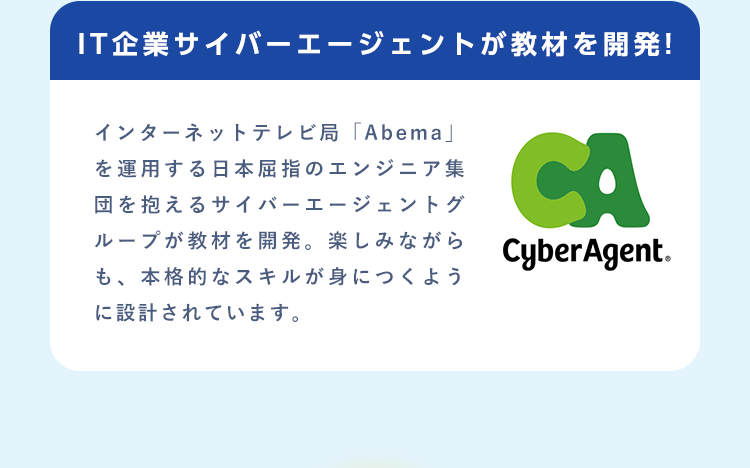 IT企業サイバーエージェントが教材を開発!
インターネットテレビ局「Abema」
を運用する日本屈指のエンジニア集
団を抱えるサイバーエージェントグ
ループが教材を開発。楽しみながら
も、本格的なスキルが身につくよう
に設計されています。
CA
CyberAgent®